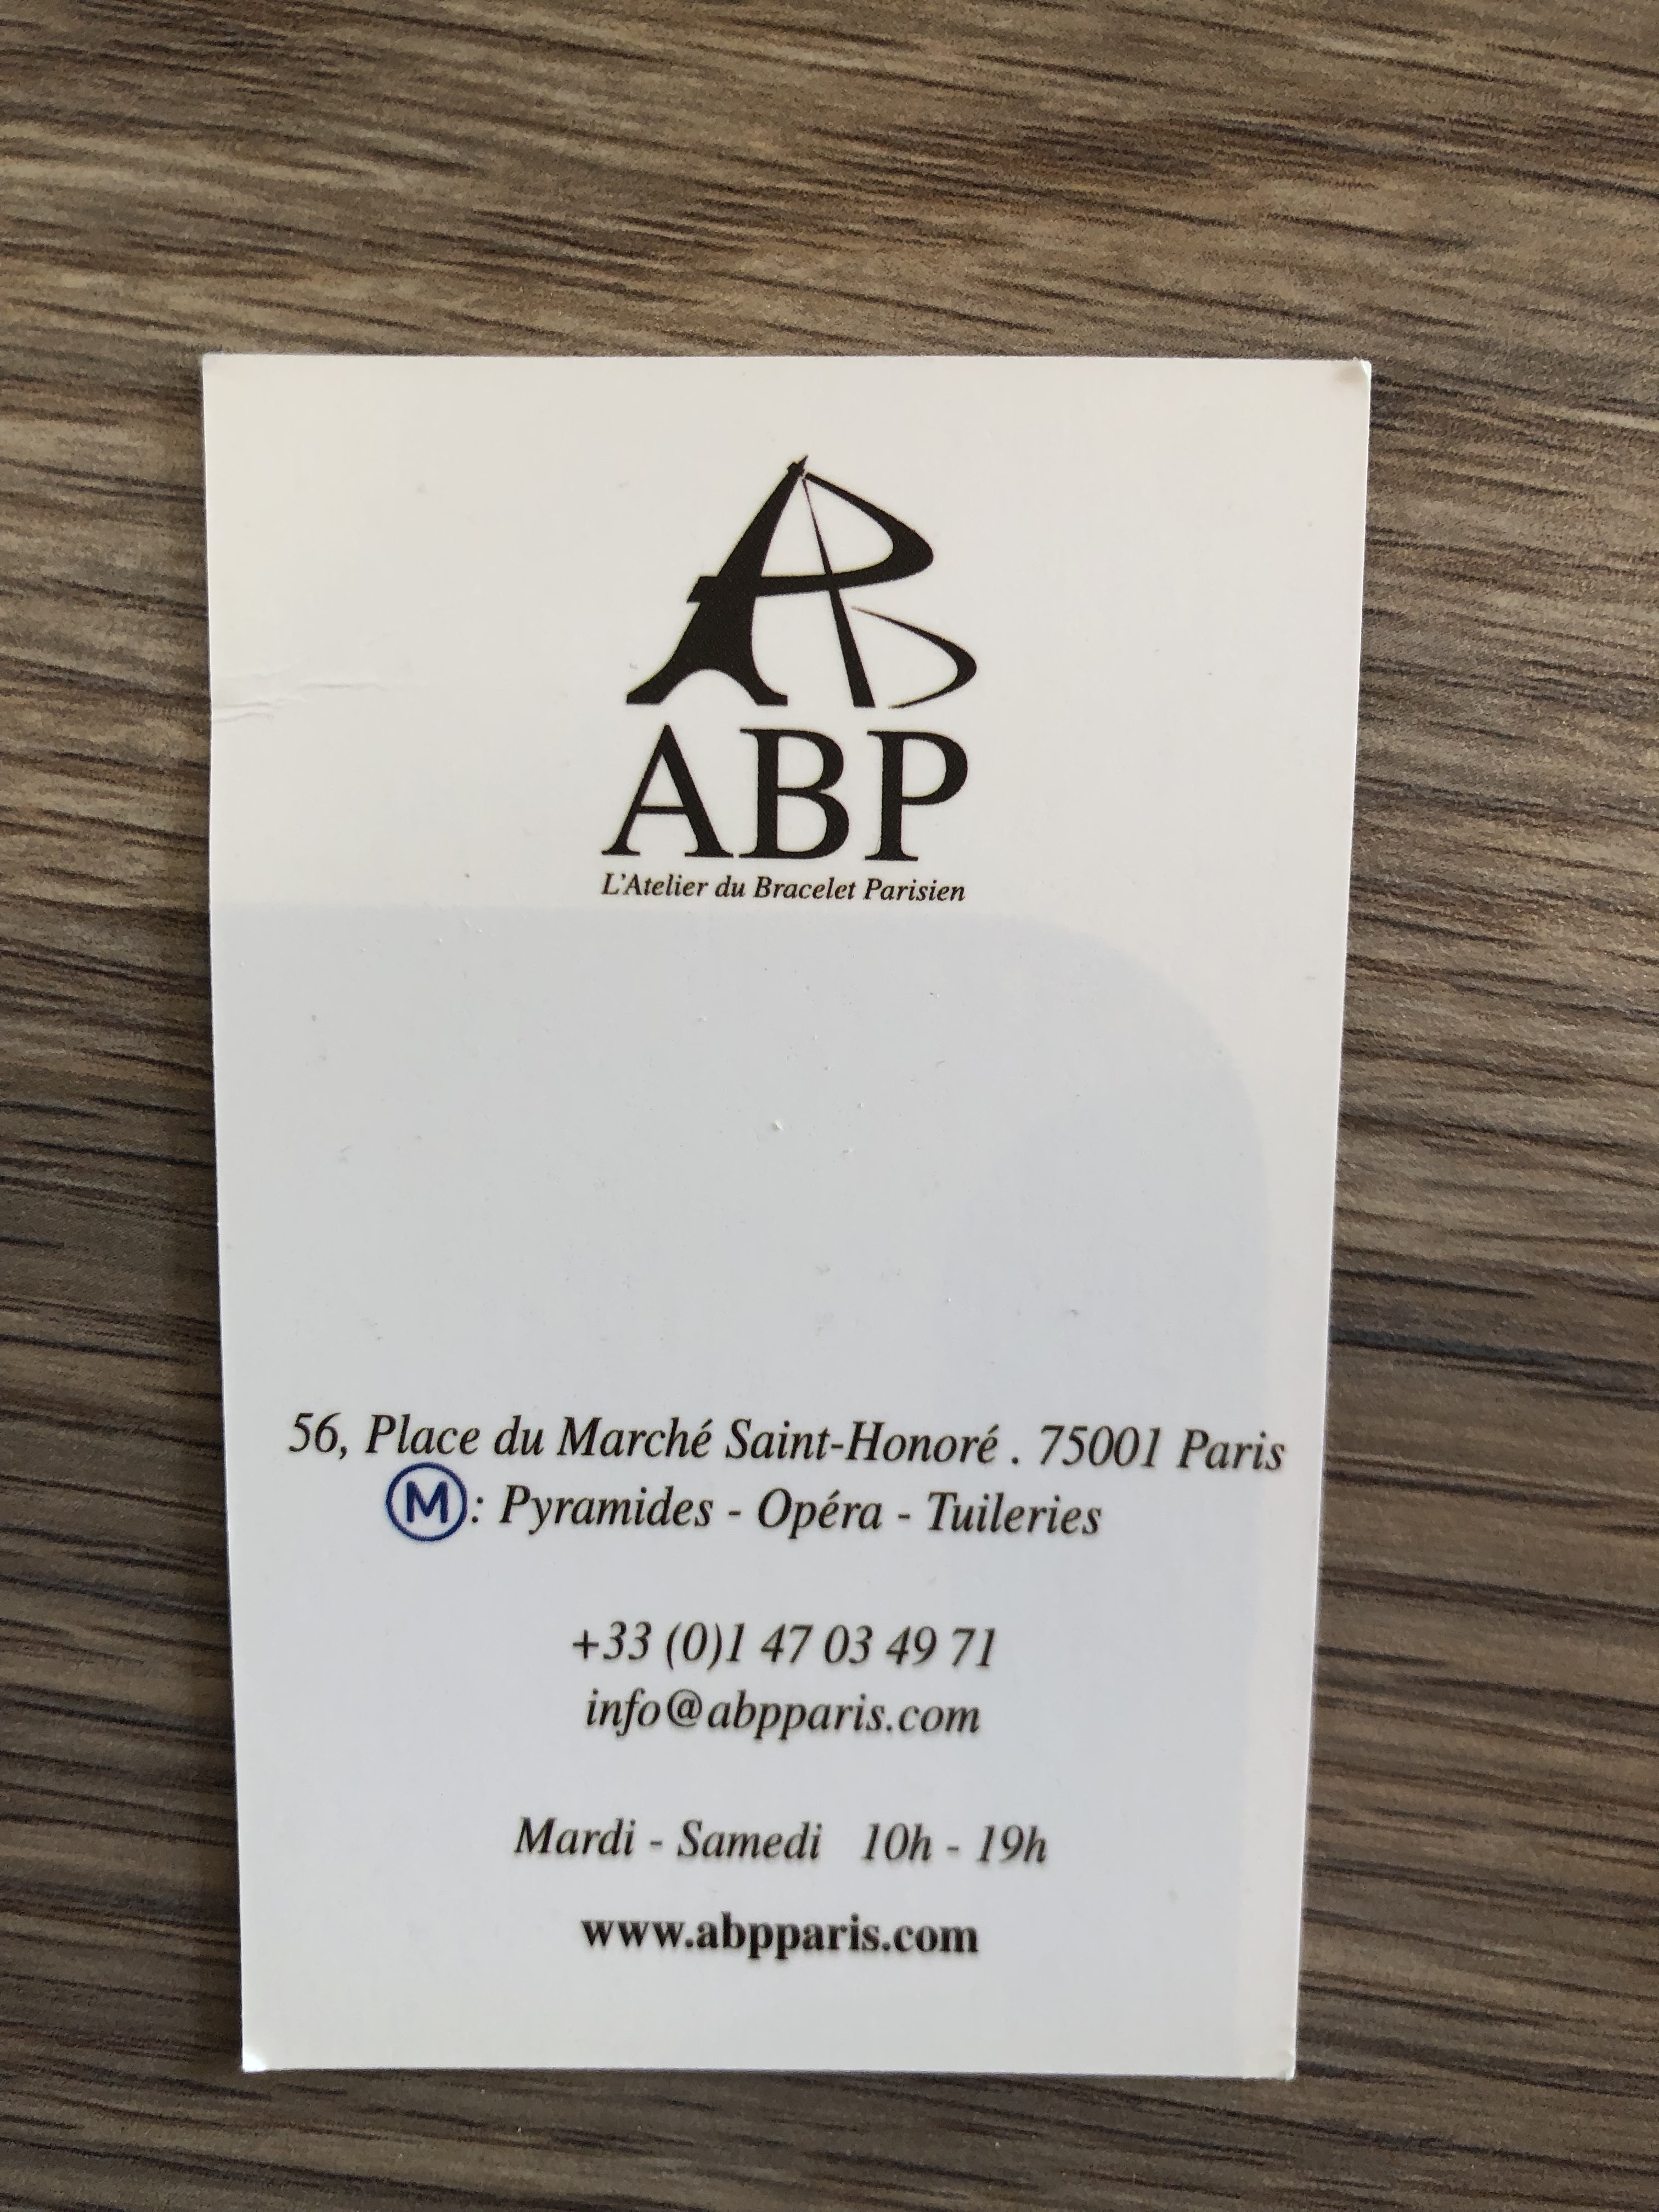 ABP
L'Atelier du Bracelet Parisien
56, Place du Marché Saint-Honoré . 75001 Paris
M : Pyramides - Opéra - Tuileries
+33 (0)1 47 03 49 71
info@abpparis.com
Mardi - Samedi 10h - 19h
www.abpparis.com